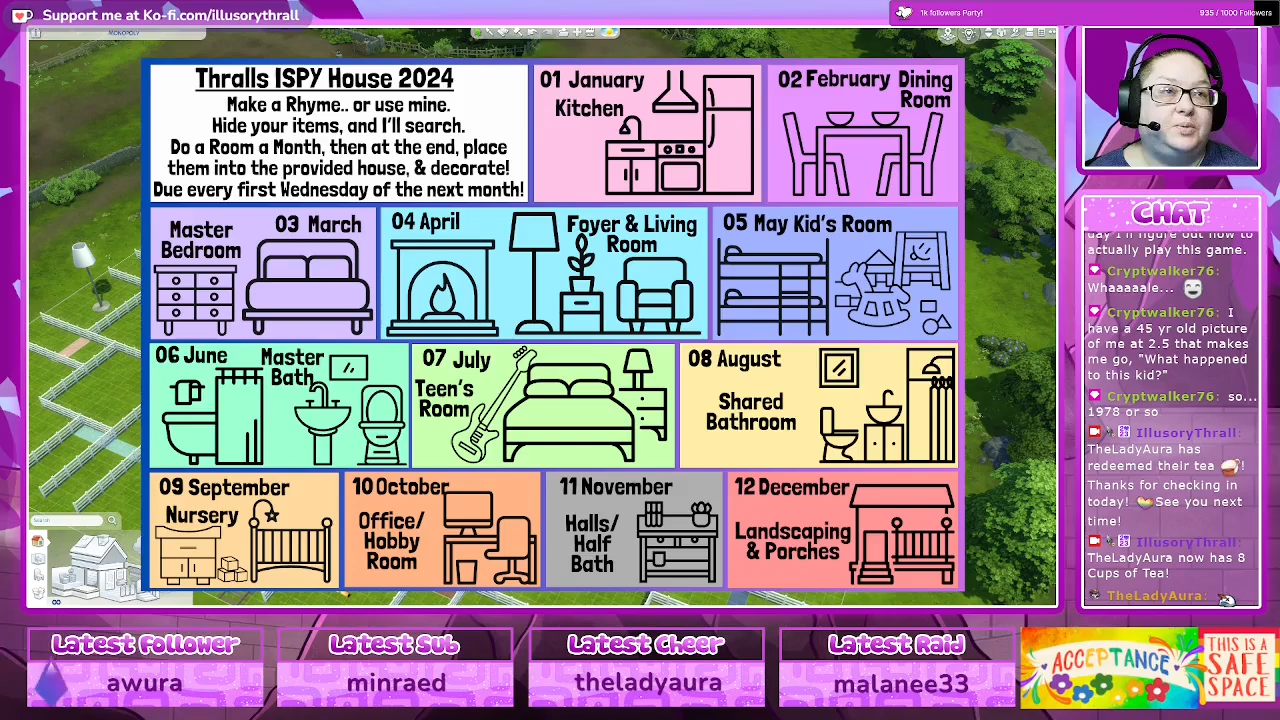 Support me at Ko-fi.com/illusorythrall
1k followers Party!
935 / 1000 Followers
MONOPOLY
Thralls ISPY House 2024
Make a Rhyme.. or use mine.
Hide your items, and I'll search.
Do a Room a Month, then at the end, place
them into the provided house, & decorate!
Due every first Wednesday of the next month!
01 January
Kitchen
02 February Dining
Room
03 March
Master
Bedroom
04 April
Foyer & Living
Room
05 May Kid's Room
06 June
Master
Bath
07 July
Teen's
Room
08 August
Shared
Bathroom
09 September
Nursery
10 October
Office/
Hobby
Room
11 November
Halls/
Half
Bath
12 December
Landscaping
& Porches
Search
CHAT
day I'll figure out how to
actually play this game.
Cryptwalker76:
Whaaaaale...
Cryptwalker76: I
have a 45 yr old picture
of me at 2.5 that makes
me go, "What happened
to this kid?"
Cryptwalker76: so...
1978 or so
IllusoryThrall:
TheLadyAura has
redeemed their tea !
Thanks for checking in
today! See you next
time!
IllusoryThrall:
TheLadyAura now has 8
Cups of Tea!
TheLadyAura:
Latest Follower
awura
Latest Sub
minraed
Latest Cheer
theladyaura
Latest Raid
malanee33
ACCEPTANCE
THIS IS A
SAFE
SPACE